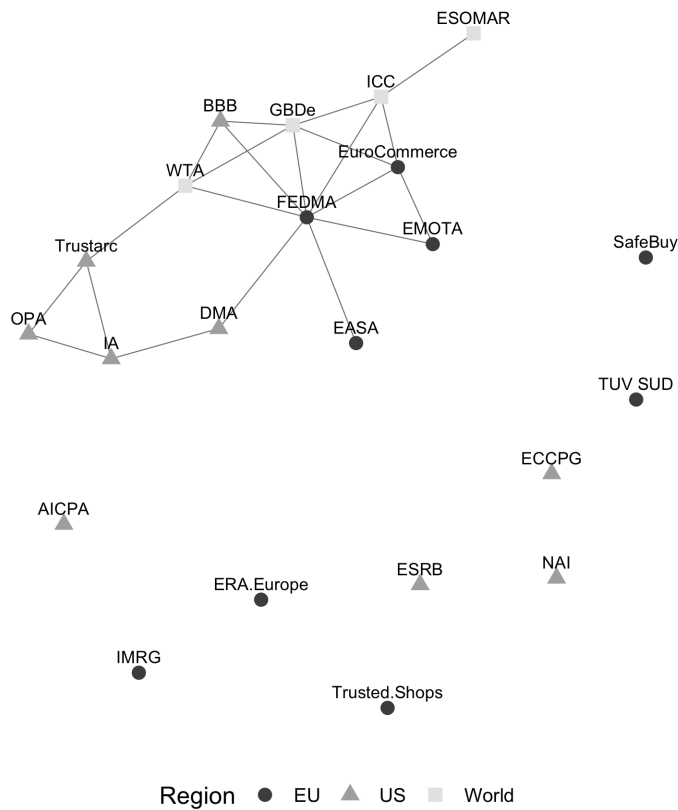 ESOMAR
ICC
BBB
GBDe
EuroCommerce
WTA
FEDMA
EMOTA
Trustarc
SafeBuy
OPA
DMA
IA
EASA
TUV SUD
ECCPG
AICPA
NAI
ESRB
ERA.Europe
IMRG
Trusted.Shops
Region EU US World